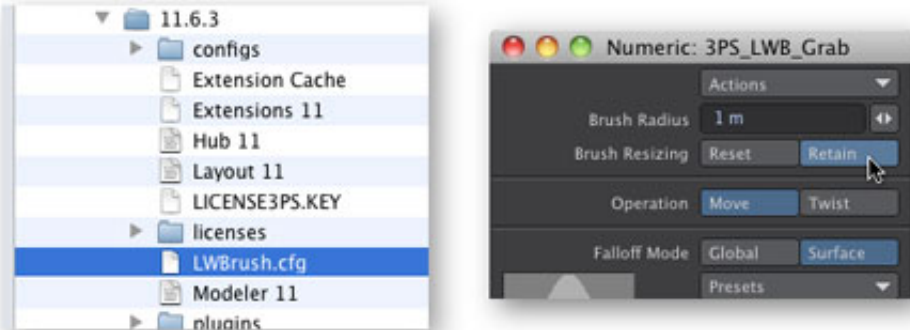 11.6.3
configs
Extension Cache
Extensions 11
Hub 11
Layout 11
LICENSE3PS.KEY
licenses
LWBrush.cfg
Modeler 11
plugins
Numeric: 3PS_LWB_Grab
Actions
Brush Radius 1 m
Brush Resizing Reset Retain
Operation Move Twist
Falloff Mode Global Surface
Presets